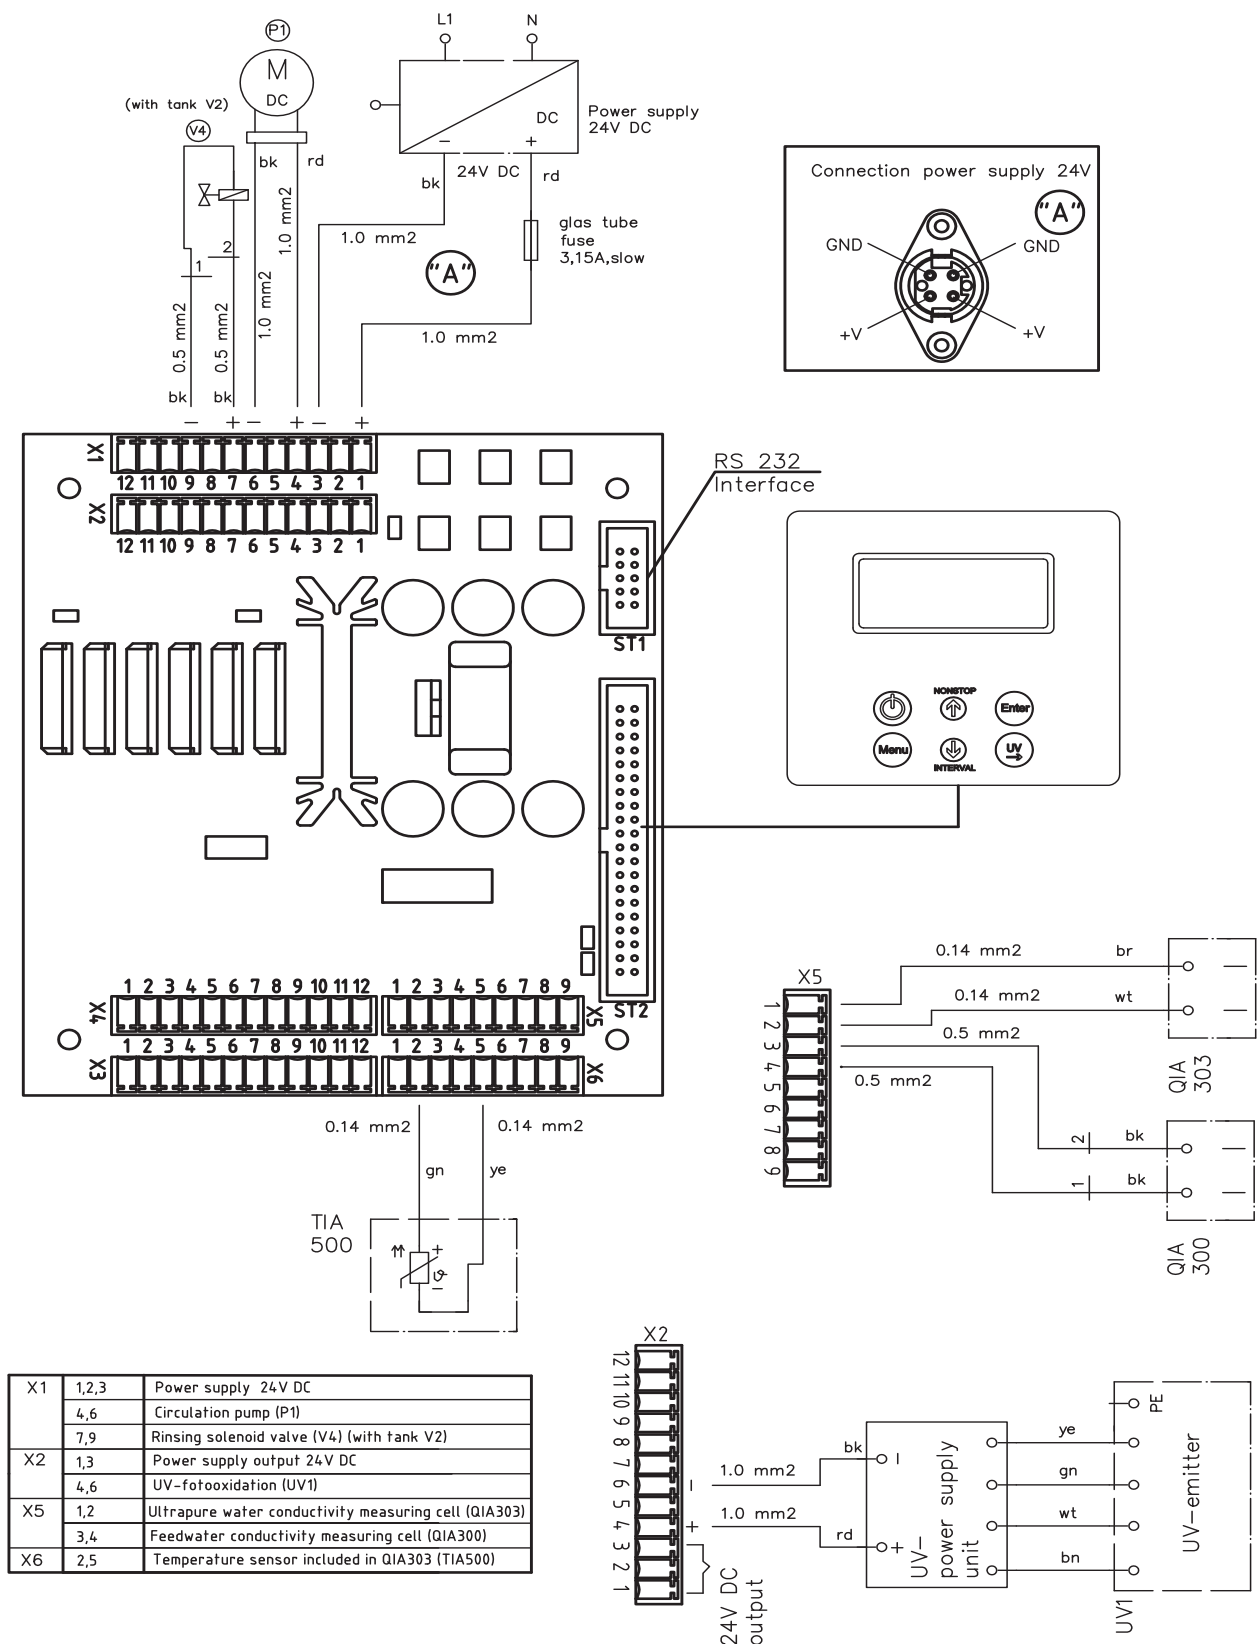 L1 N
P1
M
DC
(with tank V2)
V4
DC
Power supply
24V DC
− +
24V DC
bk rd
bk rd
1.0 mm2
1.0 mm2
1.0 mm2
"A"
glas tube
fuse
3,15A,slow
1.0 mm2
2
1
0.5 mm2
0.5 mm2
bk bk
− + − + − +
Connection power supply 24V
"A"
GND GND
+V +V
X1
12 11 10 9 8 7 6 5 4 3 2 1
X2
12 11 10 9 8 7 6 5 4 3 2 1
RS 232
Interface
ST1
NONSTOP
Enter
Menu
UV
INTERVAL
ST2
1 2 3 4 5 6 7 8 9 10 11 12
X4
1 2 3 4 5 6 7 8 9
X5
1 2 3 4 5 6 7 8 9 10 11 12
X3
1 2 3 4 5 6 7 8 9
X6
0.14 mm2 0.14 mm2
gn ye
TIA
500
+
ϑ
−
X5
1
2
3
4
5
6
7
8
9
0.14 mm2 br
0.14 mm2 wt
0.5 mm2
0.5 mm2
QIA
303
2 bk
1 bk
QIA
300
X1 1,2,3 Power supply 24V DC
4,6 Circulation pump (P1)
7,9 Rinsing solenoid valve (V4) (with tank V2)
X2 1,3 Power supply output 24V DC
4,6 UV-fotooxidation (UV1)
X5 1,2 Ultrapure water conductivity measuring cell (QIA303)
3,4 Feedwater conductivity measuring cell (QIA300)
X6 2,5 Temperature sensor included in QIA303 (TIA500)
X2
12
11
10
9
8
7
6
5
4
3
2
1
−
+
24V DC
output
1.0 mm2 bk
1.0 mm2 rd
−
+
UV-
power supply
unit
PE
ye
gn
wt
bn
UV-emitter
UV1